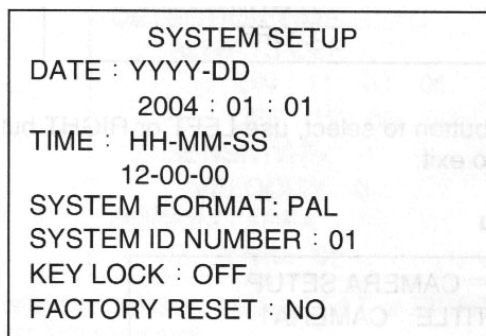 SYSTEM SETUP
DATE : YYYY-DD
2004 : 01 : 01
TIME : HH-MM-SS
12-00-00
SYSTEM FORMAT: PAL
SYSTEM ID NUMBER : 01
KEY LOCK : OFF
FACTORY RESET : NO